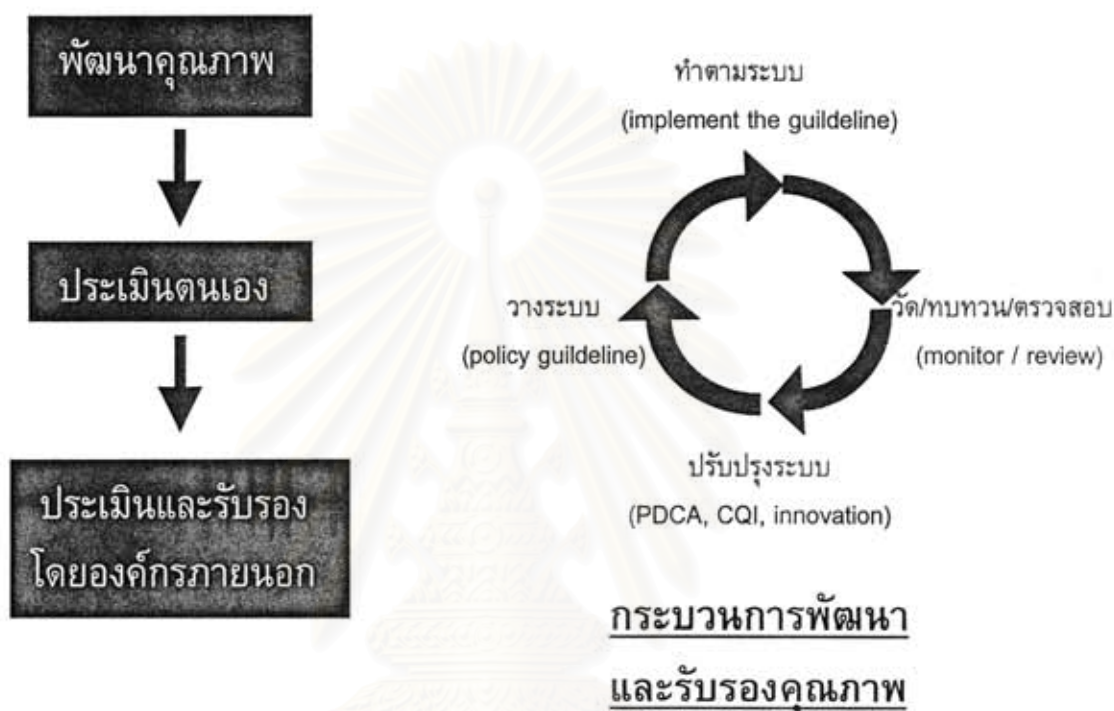 พัฒนาคุณภาพ
ประเมินตนเอง
ประเมินและรับรอง
โดยองค์กรภายนอก
ทำตามระบบ
(implement the guildeline)
วัด/ทบทวน/ตรวจสอบ
(monitor / review)
วางระบบ
(policy guildeline)
ปรับปรุงระบบ
(PDCA, CQI, innovation)
กระบวนการพัฒนา
และรับรองคุณภาพ